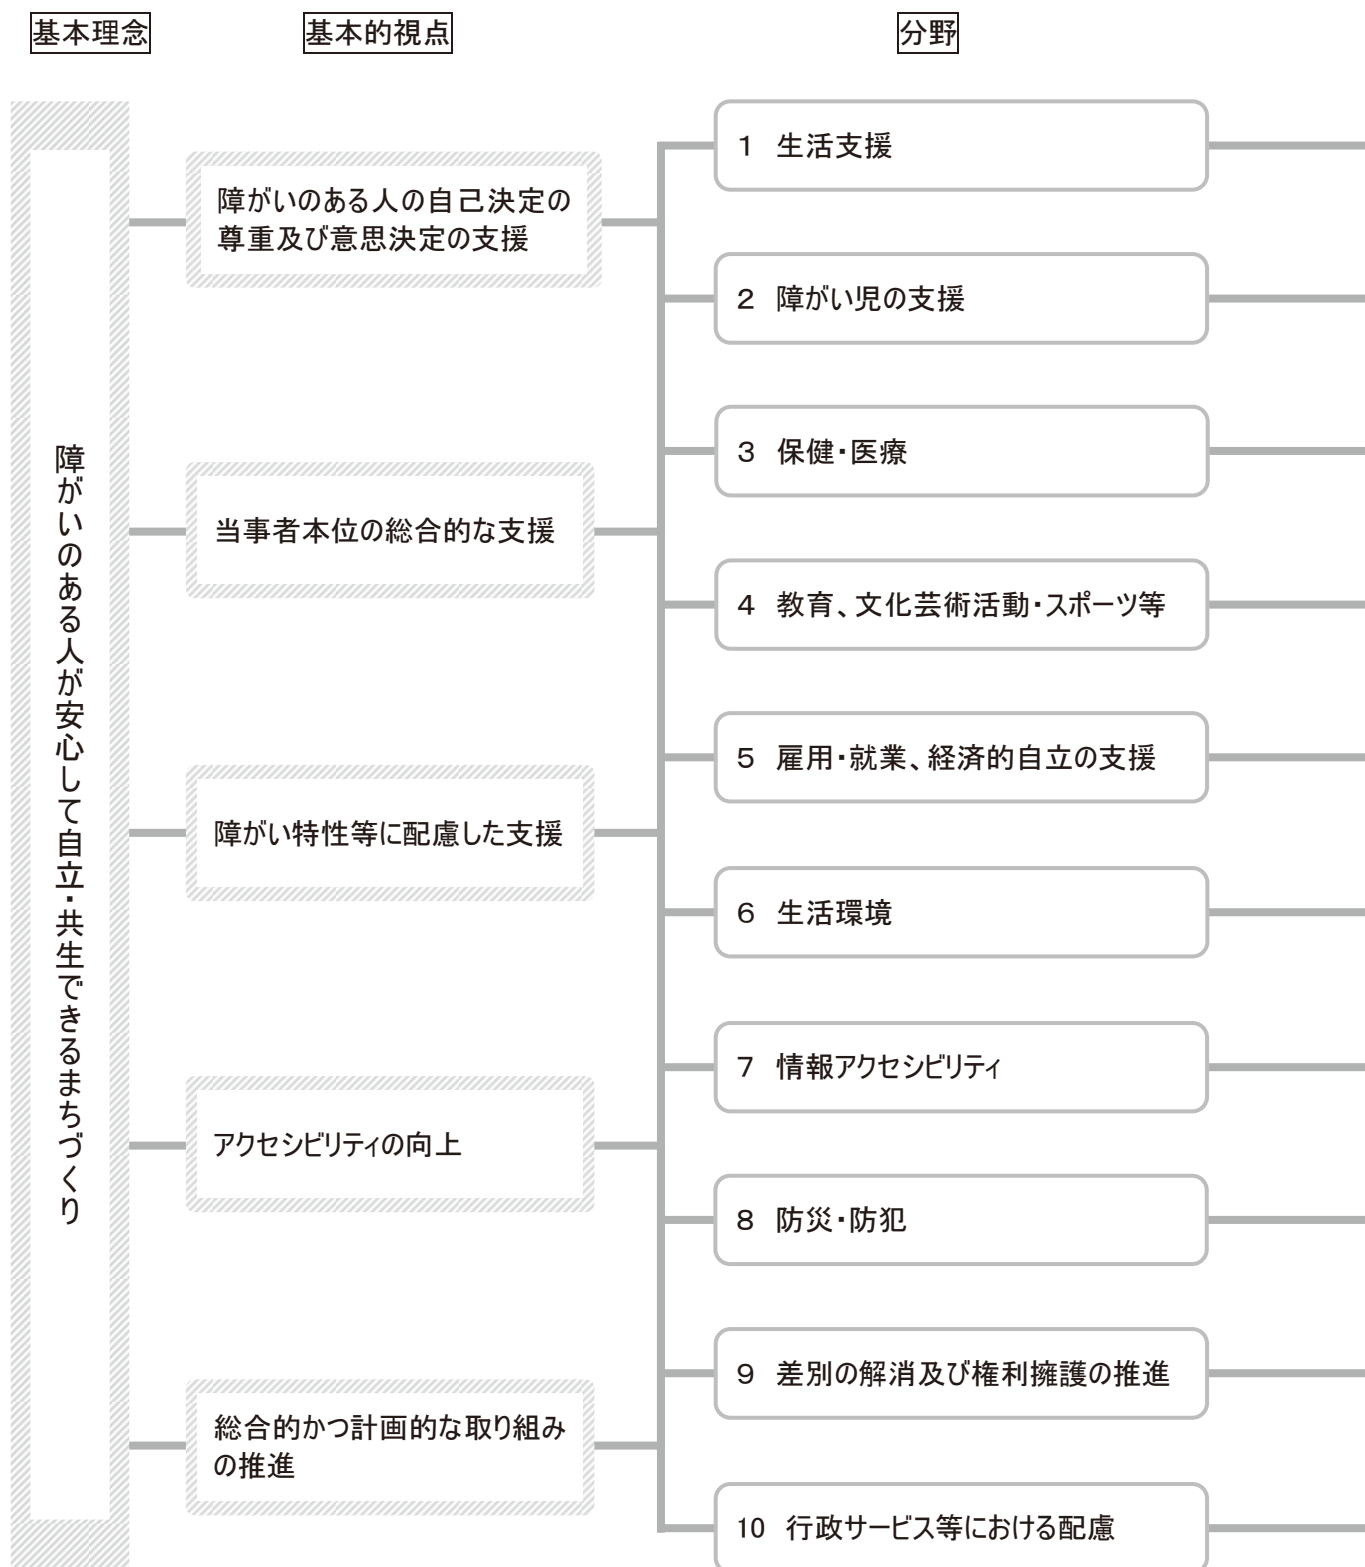 基本理念
基本的視点
分野
障がいのある人が安心して自立・共生できるまちづくり
障がいのある人の自己決定の
尊重及び意思決定の支援
当事者本位の総合的な支援
障がい特性等に配慮した支援
アクセシビリティの向上
総合的かつ計画的な取り組み
の推進
1 生活支援
2 障がい児の支援
3 保健・医療
4 教育、文化芸術活動・スポーツ等
5 雇用・就業、経済的自立の支援
6 生活環境
7 情報アクセシビリティ
8 防災・防犯
9 差別の解消及び権利擁護の推進
10 行政サービス等における配慮